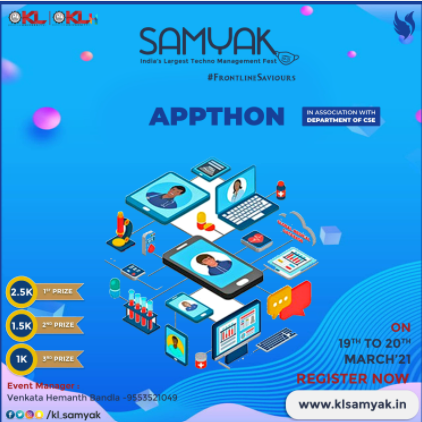 KL KL
SAMYAK
India's Largest Techno Management Fest
#FrontlineSaviours
APPTHON
IN ASSOCIATION WITH
DEPARTMENT OF CSE
2.5K 1ST PRIZE
1.5K 2ND PRIZE
1K 3RD PRIZE
ON
19TH TO 20TH
MARCH'21
REGISTER NOW
Event Manager -
Venkata Hemanth Bandla -9553521049
/kl_samyak
www.klsamyak.in